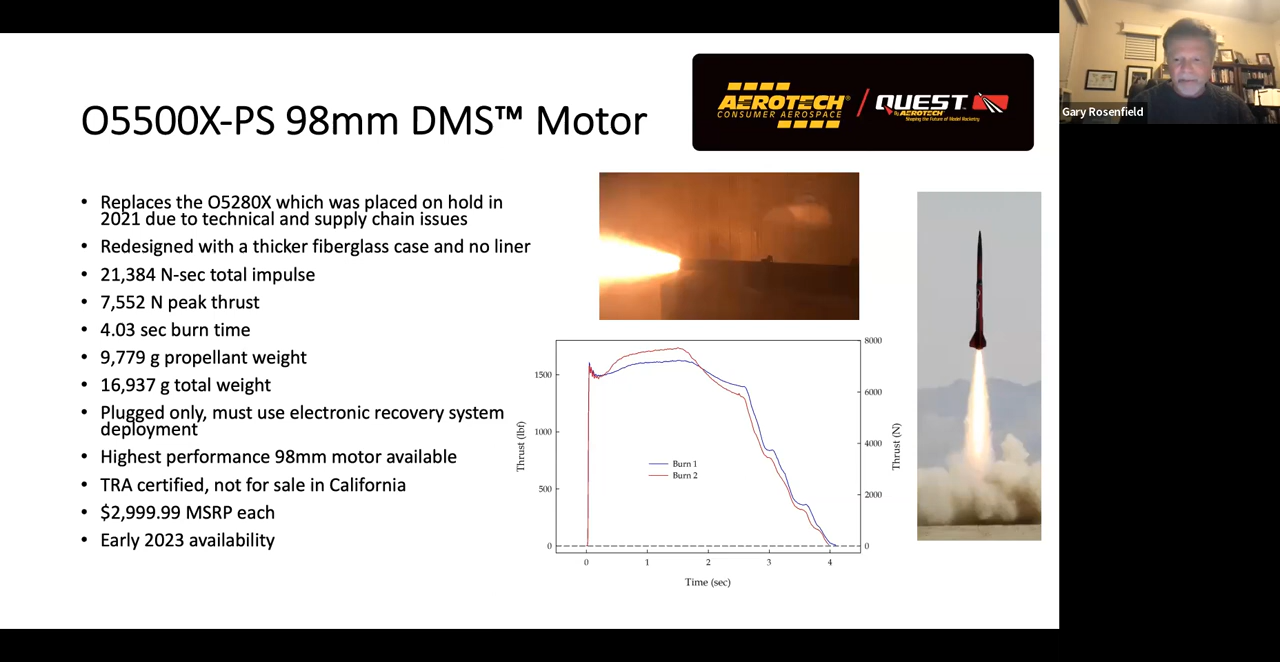 O5500X-PS 98mm DMS™ Motor
AEROTECH®
CONSUMER AEROSPACE
QUEST™
By AEROTECH
Shaping the Future of Model Rocketry
Gary Rosenfield
• Replaces the O5280X which was placed on hold in
2021 due to technical and supply chain issues
• Redesigned with a thicker fiberglass case and no liner
• 21,384 N-sec total impulse
• 7,552 N peak thrust
• 4.03 sec burn time
• 9,779 g propellant weight
• 16,937 g total weight
• Plugged only, must use electronic recovery system
deployment
• Highest performance 98mm motor available
• TRA certified, not for sale in California
• $2,999.99 MSRP each
• Early 2023 availability
Thrust (lbf)
1500
1000
500
0
Burn 1
Burn 2
8000
6000
4000
2000
0
Thrust (N)
0 1 2 3 4
Time (sec)